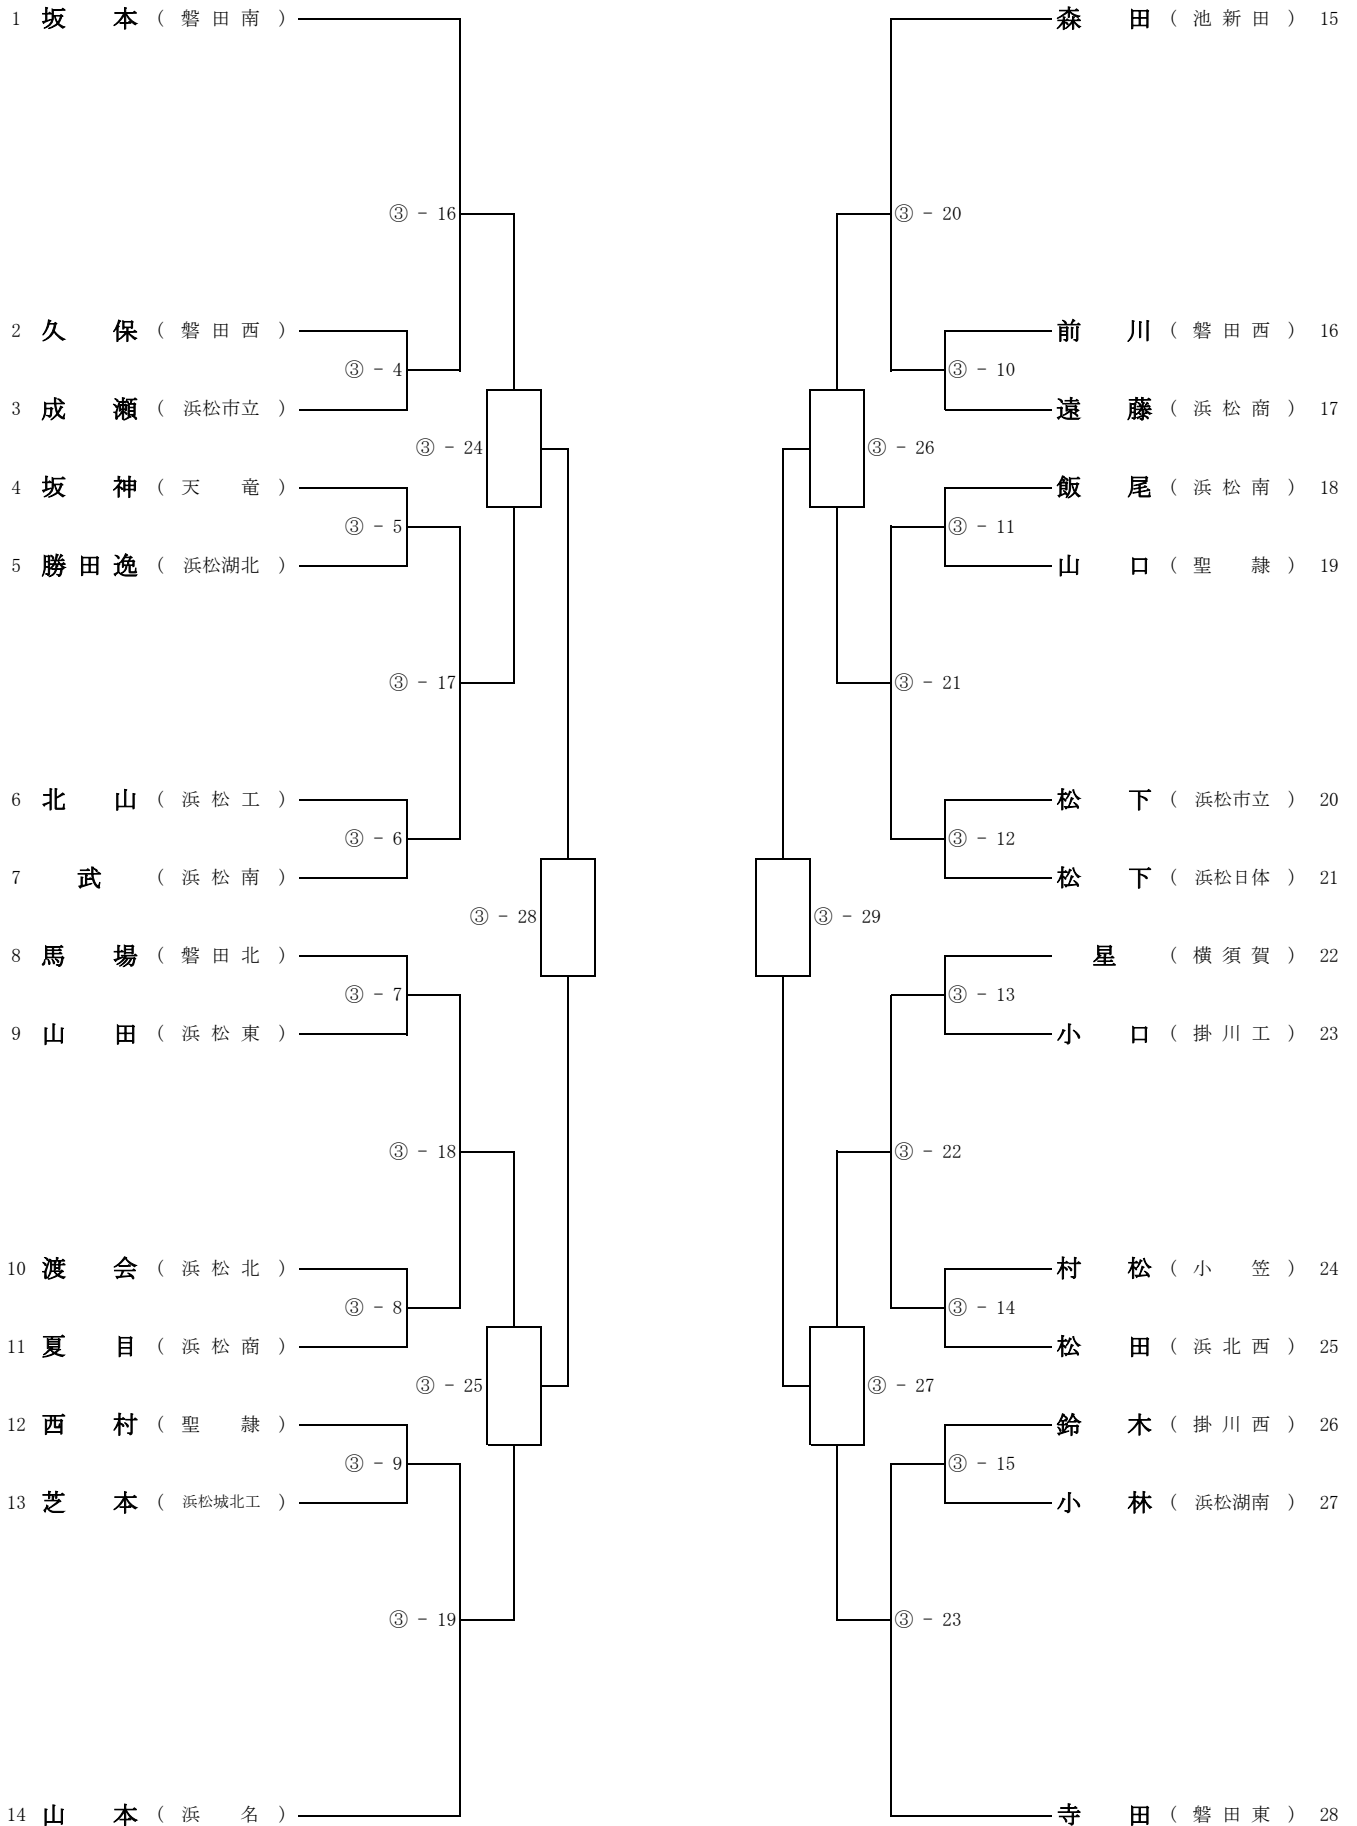 1 坂本 （磐田南）
③ - 16
2 久保 （磐田西）
③ - 4
3 成瀬 （浜松市立）
③ - 24
4 坂神 （天竜）
③ - 5
5 勝田逸 （浜松湖北）
③ - 17
6 北山 （浜松工）
③ - 6
7 武 （浜松南）
③ - 28
8 馬場 （磐田北）
③ - 7
9 山田 （浜松東）
③ - 18
10 渡会 （浜松北）
③ - 8
11 夏目 （浜松商）
③ - 25
12 西村 （聖隷）
③ - 9
13 芝本 （浜松城北工）
③ - 19
14 山本 （浜名）
森田 （池新田） 15
③ - 20
前川 （磐田西） 16
③ - 10
遠藤 （浜松商） 17
③ - 26
飯尾 （浜松南） 18
③ - 11
山口 （聖隷） 19
③ - 21
松下 （浜松市立） 20
③ - 12
松下 （浜松日体） 21
③ - 29
星 （横須賀） 22
③ - 13
小口 （掛川工） 23
③ - 22
村松 （小笠） 24
③ - 14
松田 （浜北西） 25
③ - 27
鈴木 （掛川西） 26
③ - 15
小林 （浜松湖南） 27
③ - 23
寺田 （磐田東） 28